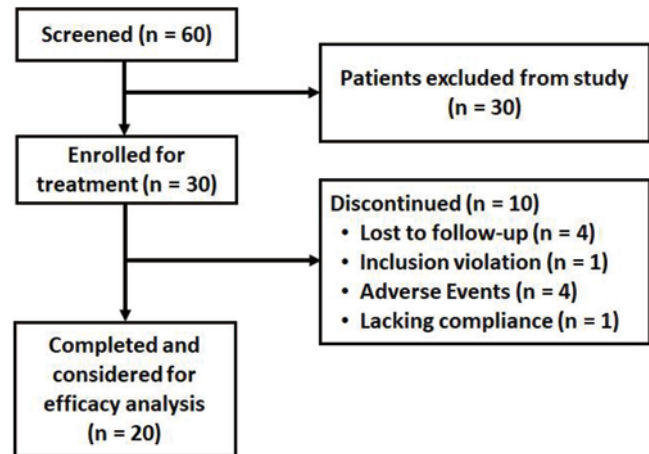 Screened (n = 60)
Patients excluded from study
(n = 30)
Enrolled for
treatment (n = 30)
Discontinued (n = 10)
• Lost to follow-up (n = 4)
• Inclusion violation (n = 1)
• Adverse Events (n = 4)
• Lacking compliance (n = 1)
Completed and
considered for
efficacy analysis
(n = 20)